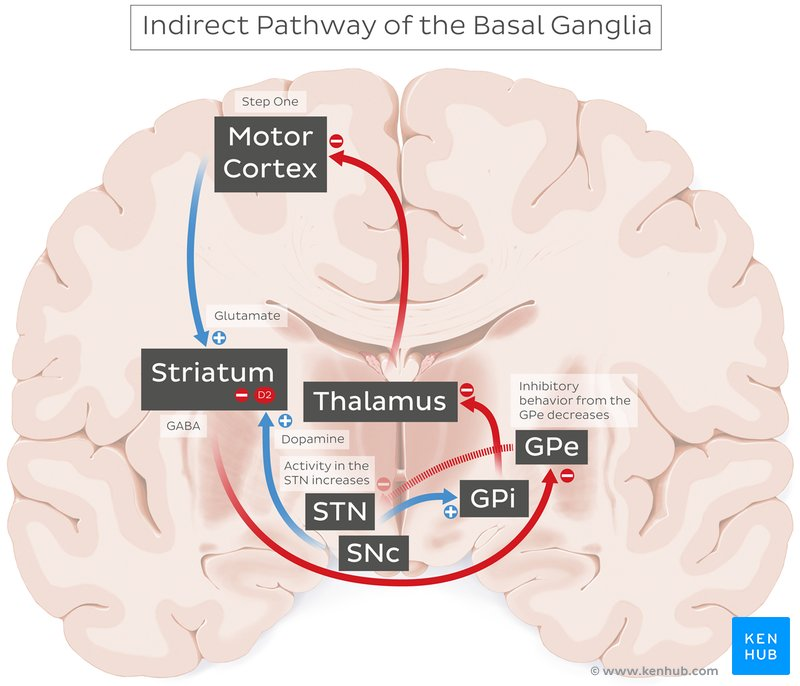 Indirect Pathway of the Basal Ganglia
Step One
Motor
Cortex
Glutamate
Striatum
D2
GABA
Dopamine
Thalamus
Inhibitory
behavior from the
GPe decreases
GPe
Activity in the
STN increases
STN
GPi
SNc
KEN
HUB
© www.kenhub.com